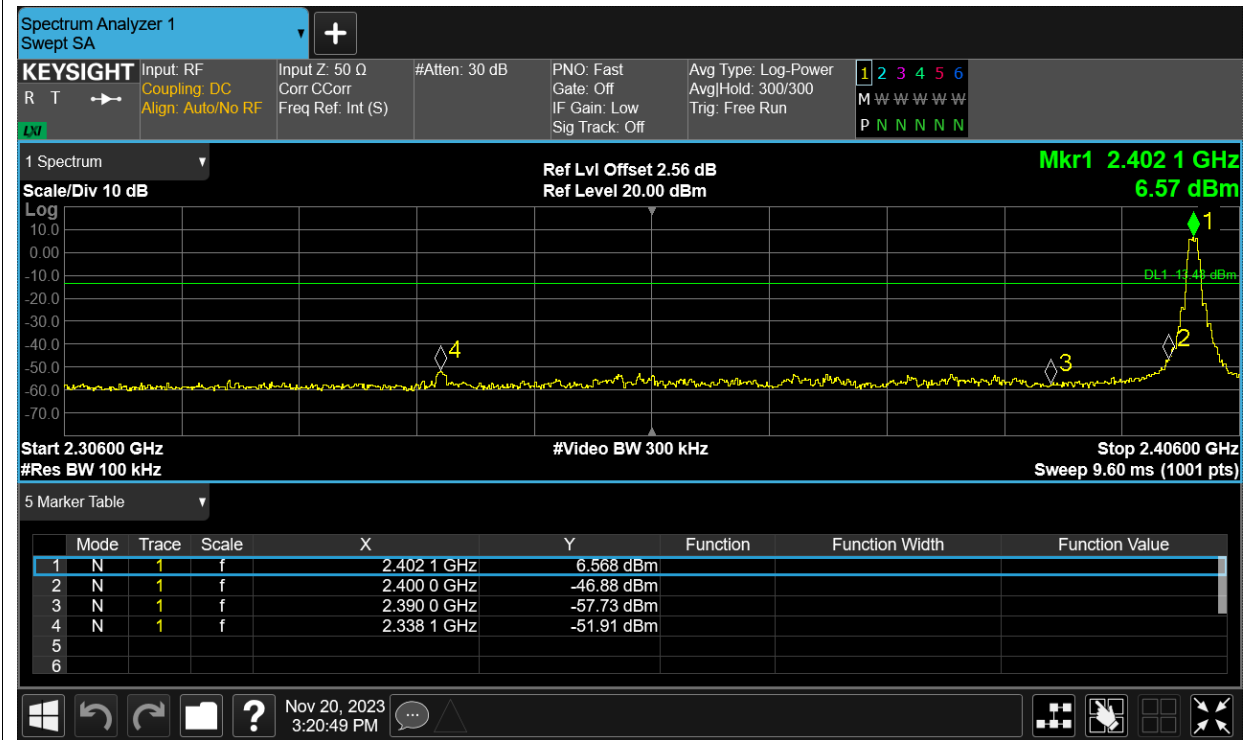 Spectrum Analyzer 1
Swept SA
+
KEYSIGHT
R T
LXI
Input: RF
Coupling: DC
Align: Auto/No RF
Input Z: 50 Ω
Corr CCorr
Freq Ref: Int (S)
#Atten: 30 dB
PNO: Fast
Gate: Off
IF Gain: Low
Sig Track: Off
Avg Type: Log-Power
Avg|Hold: 300/300
Trig: Free Run
1 2 3 4 5 6
M W W W W W
P N N N N N
1 Spectrum
Scale/Div 10 dB
Ref Lvl Offset 2.56 dB
Ref Level 20.00 dBm
Mkr1 2.402 1 GHz
6.57 dBm
Log
10.0
0.00
-10.0
-20.0
-30.0
-40.0
-50.0
-60.0
-70.0
1
DL1 -13.43 dBm
2
3
4
Start 2.30600 GHz
#Video BW 300 kHz
Stop 2.40600 GHz
#Res BW 100 kHz
Sweep 9.60 ms (1001 pts)
5 Marker Table
Mode Trace Scale X Y Function Function Width Function Value
1 N 1 f 2.402 1 GHz 6.568 dBm
2 N 1 f 2.400 0 GHz -46.88 dBm
3 N 1 f 2.390 0 GHz -57.73 dBm
4 N 1 f 2.338 1 GHz -51.91 dBm
5
6
?
Nov 20, 2023
3:20:49 PM